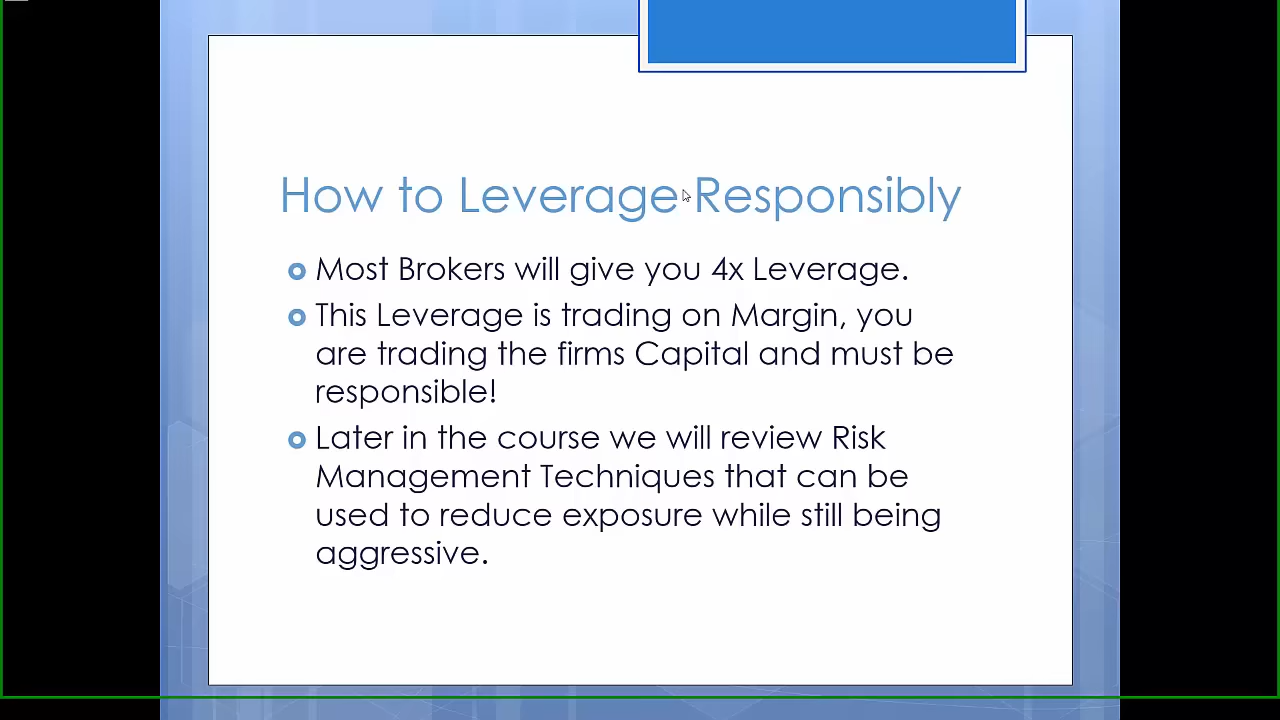 How to Leverage Responsibly
Most Brokers will give you 4x Leverage.
This Leverage is trading on Margin, you
are trading the firms Capital and must be
responsible!
Later in the course we will review Risk
Management Techniques that can be
used to reduce exposure while still being
aggressive.